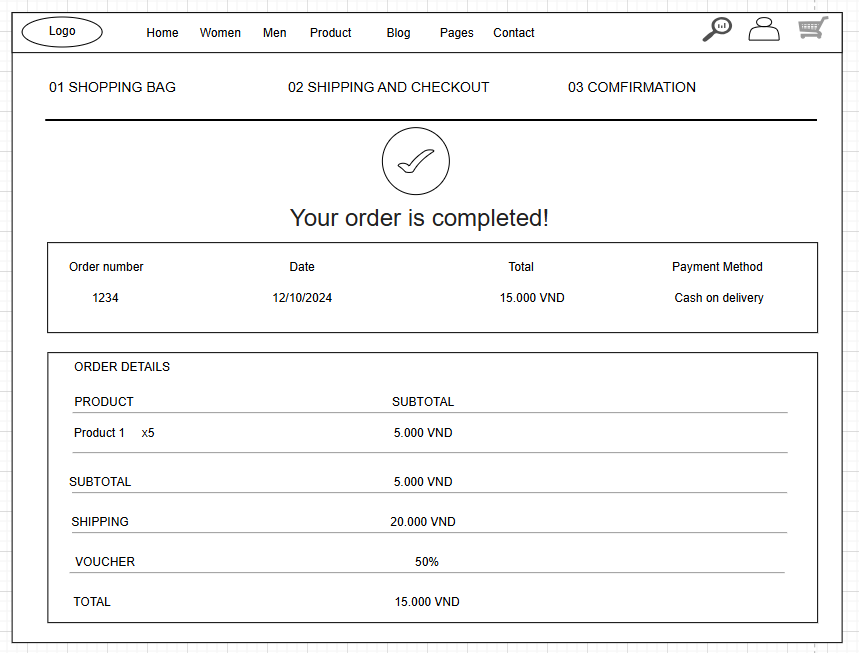 Logo Home Women Men Product Blog Pages Contact
01 SHOPPING BAG 02 SHIPPING AND CHECKOUT 03 COMFIRMATION
Your order is completed!
Order number Date Total Payment Method
1234 12/10/2024 15.000 VND Cash on delivery
ORDER DETAILS
PRODUCT SUBTOTAL
Product 1 x5 5.000 VND
SUBTOTAL 5.000 VND
SHIPPING 20.000 VND
VOUCHER 50%
TOTAL 15.000 VND